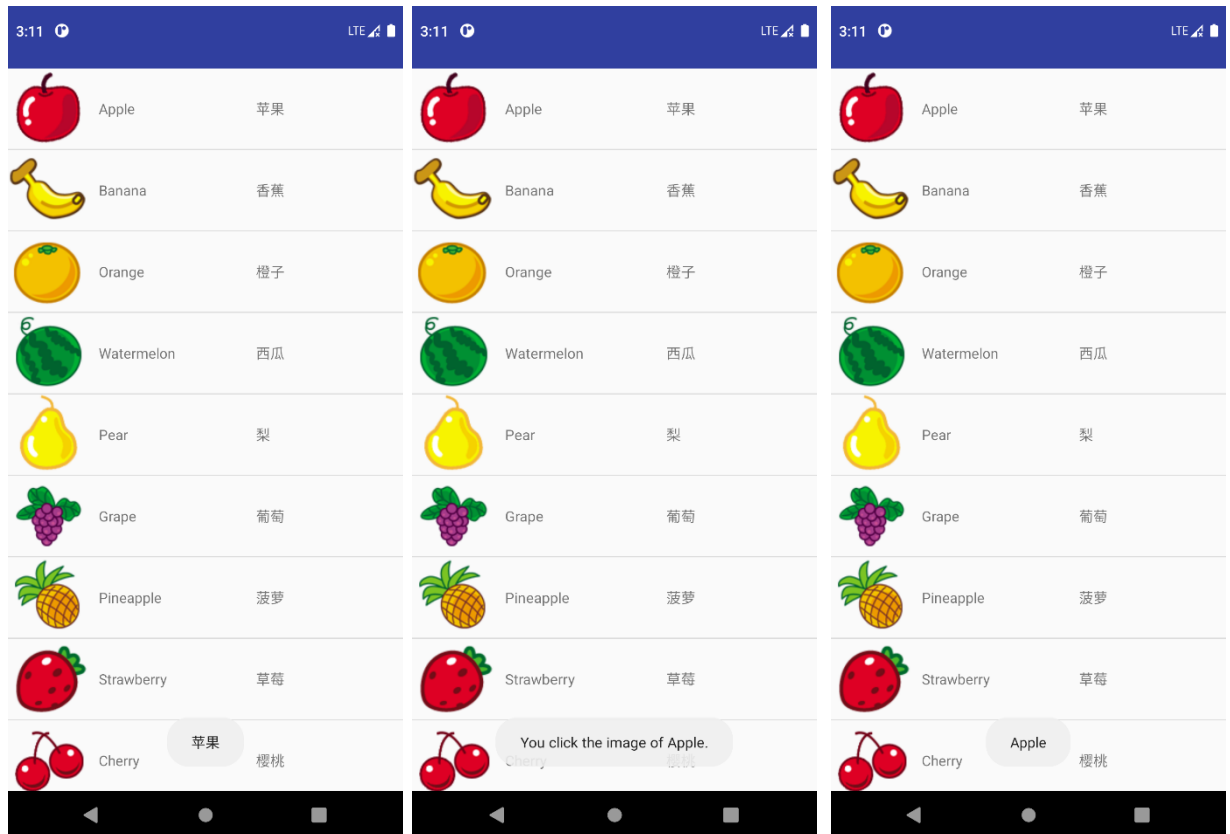 3:11 LTE
Apple 苹果
Banana 香蕉
Orange 橙子
Watermelon 西瓜
Pear 梨
Grape 葡萄
Pineapple 菠萝
Strawberry 草莓
苹果
Cherry 樱桃
3:11 LTE
Apple 苹果
Banana 香蕉
Orange 橙子
Watermelon 西瓜
Pear 梨
Grape 葡萄
Pineapple 菠萝
Strawberry 草莓
You click the image of Apple.
Cherry 樱桃
3:11 LTE
Apple 苹果
Banana 香蕉
Orange 橙子
Watermelon 西瓜
Pear 梨
Grape 葡萄
Pineapple 菠萝
Strawberry 草莓
Apple
Cherry 樱桃